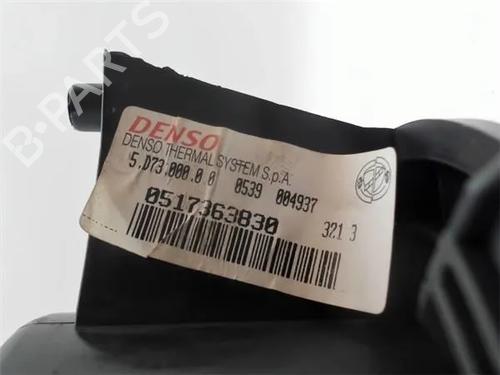 B-PARTS
DENSO
DENSO THERMAL SYSTEM S.p.A.
5.D73.000.0 0 0539 004937
0517363830 321 3